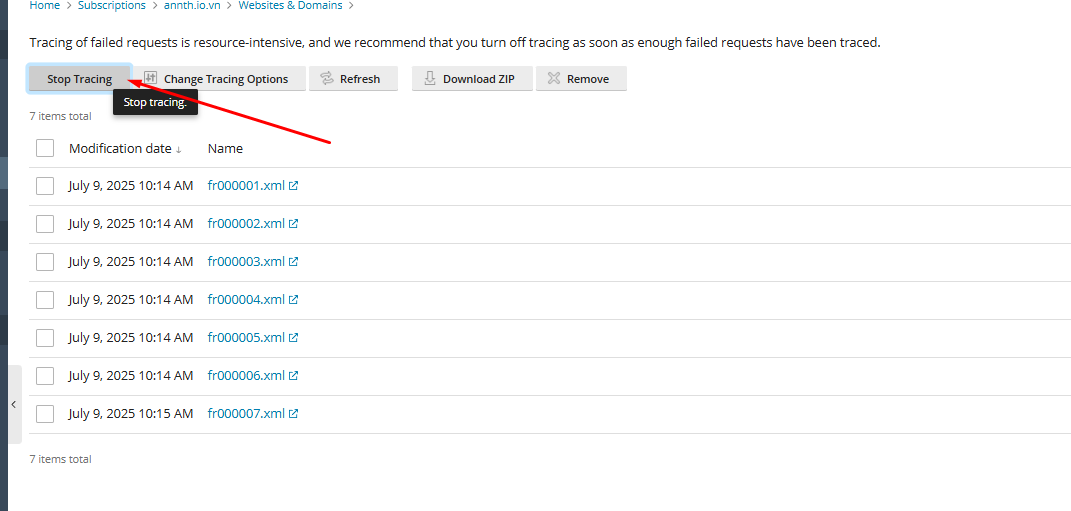 Home > Subscriptions > annth.io.vn > Websites & Domains >
Tracing of failed requests is resource-intensive, and we recommend that you turn off tracing as soon as enough failed requests have been traced.
Stop Tracing Change Tracing Options Refresh Download ZIP Remove
Stop tracing.
7 items total
Modification date ↓ Name
July 9, 2025 10:14 AM fr000001.xml
July 9, 2025 10:14 AM fr000002.xml
July 9, 2025 10:14 AM fr000003.xml
July 9, 2025 10:14 AM fr000004.xml
July 9, 2025 10:14 AM fr000005.xml
July 9, 2025 10:14 AM fr000006.xml
July 9, 2025 10:15 AM fr000007.xml
7 items total